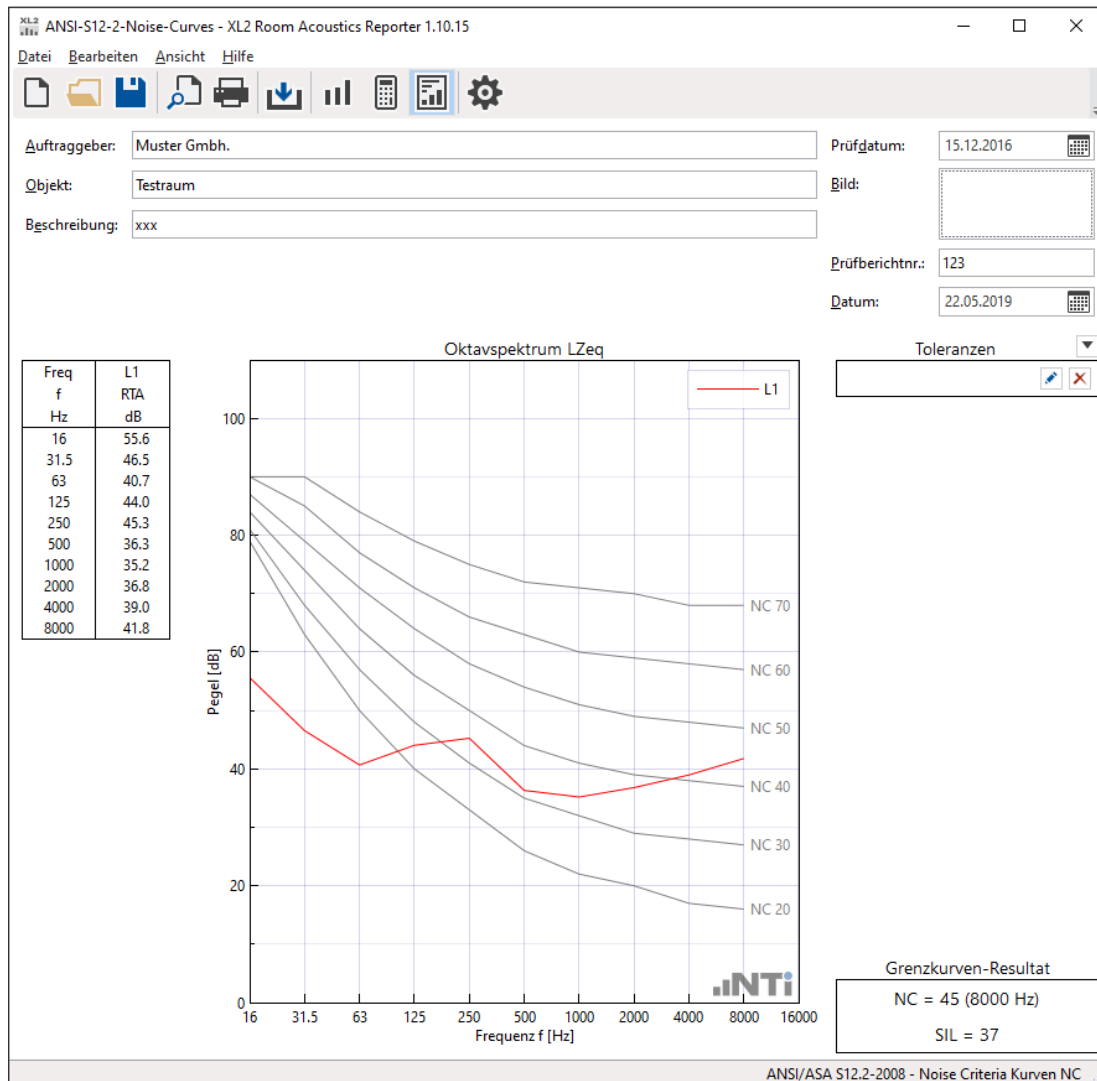 XL2
ANSI-S12-2-Noise-Curves - XL2 Room Acoustics Reporter 1.10.15
Datei Bearbeiten Ansicht Hilfe
Auftraggeber: Muster Gmbh. Prüfdatum: 15.12.2016
Objekt: Testraum Bild:
Beschreibung: xxx
Prüfberichtnr.: 123
Datum: 22.05.2019
Oktavspektrum LZeq
Toleranzen
Freq L1
f RTA
Hz dB
16 55.6
31.5 46.5
63 40.7
125 44.0
250 45.3
500 36.3
1000 35.2
2000 36.8
4000 39.0
8000 41.8
L1
Pegel [dB]
100
80
60
40
20
0
NC 70
NC 60
NC 50
NC 40
NC 30
NC 20
NTi
16 31.5 63 125 250 500 1000 2000 4000 8000 16000
Frequenz f [Hz]
Grenzkurven-Resultat
NC = 45 (8000 Hz)
SIL = 37
ANSI/ASA S12.2-2008 - Noise Criteria Kurven NC